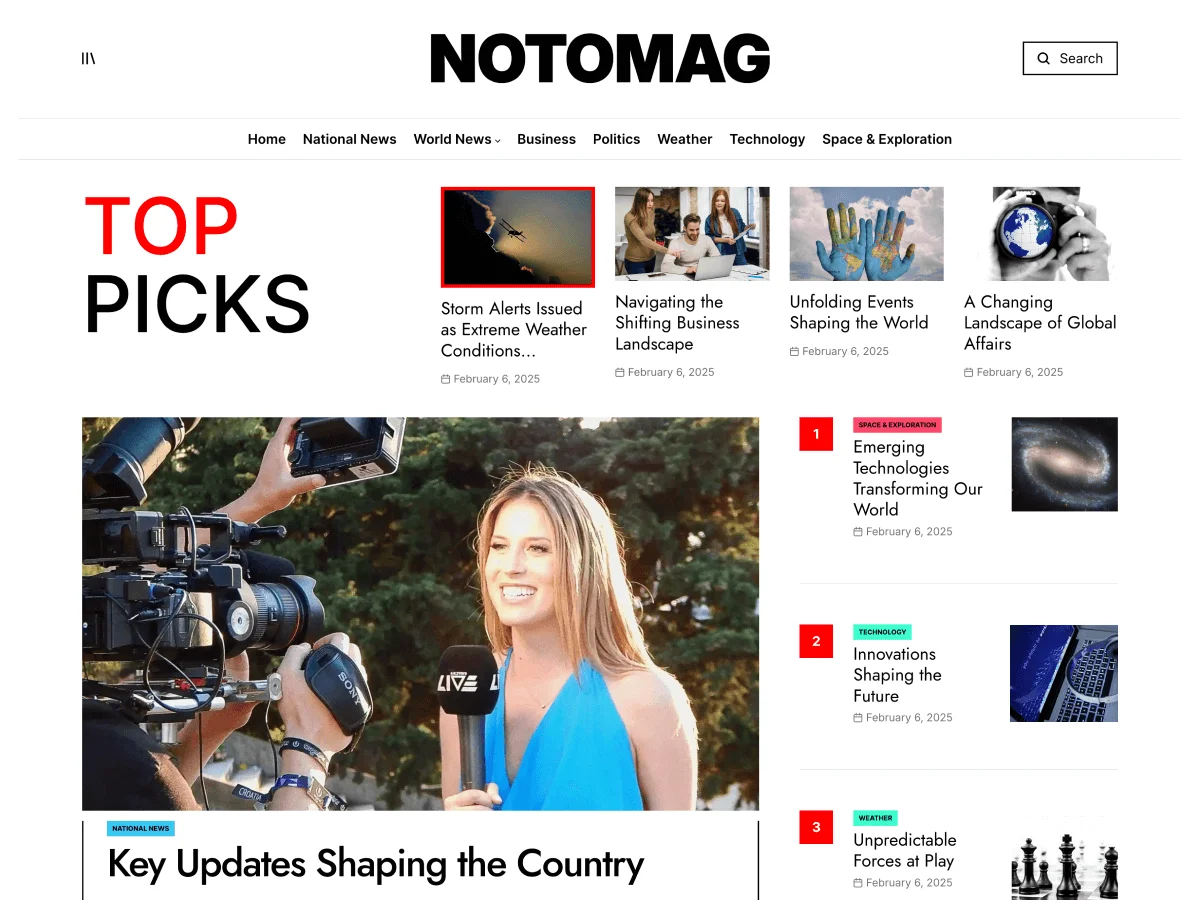 NOTOMAG
Search
Home National News World News Business Politics Weather Technology Space & Exploration
TOP
PICKS
Storm Alerts Issued
as Extreme Weather
Conditions...
February 6, 2025
Navigating the
Shifting Business
Landscape
February 6, 2025
Unfolding Events
Shaping the World
February 6, 2025
A Changing
Landscape of Global
Affairs
February 6, 2025
SONY
LIVE
CROATIA
NATIONAL NEWS
Key Updates Shaping the Country
1
SPACE & EXPLORATION
Emerging
Technologies
Transforming Our
World
February 6, 2025
2
TECHNOLOGY
Innovations
Shaping the
Future
February 6, 2025
3
WEATHER
Unpredictable
Forces at Play
February 6, 2025